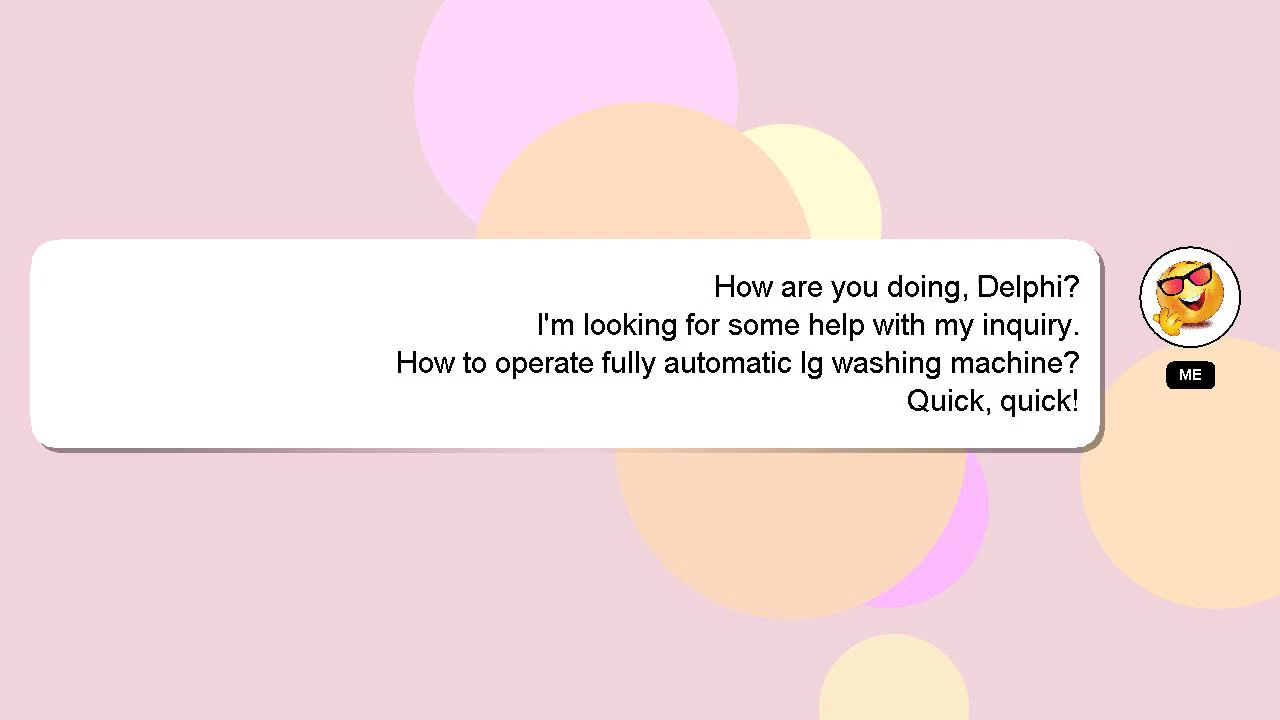 How are you doing, Delphi?
I'm looking for some help with my inquiry.
How to operate fully automatic lg washing machine?
Quick, quick!
ME